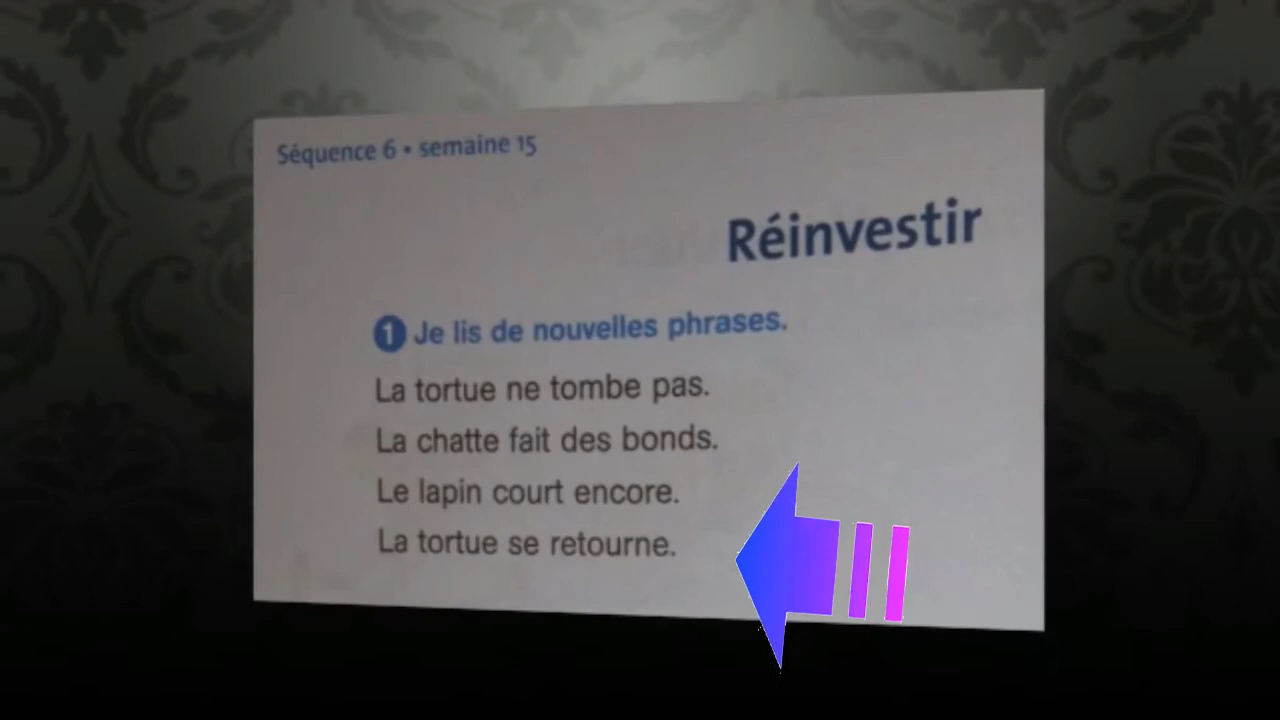 Séquence 6 • semaine 15
Réinvestir
1 Je lis de nouvelles phrases.
La tortue ne tombe pas.
La chatte fait des bonds.
Le lapin court encore.
La tortue se retourne.